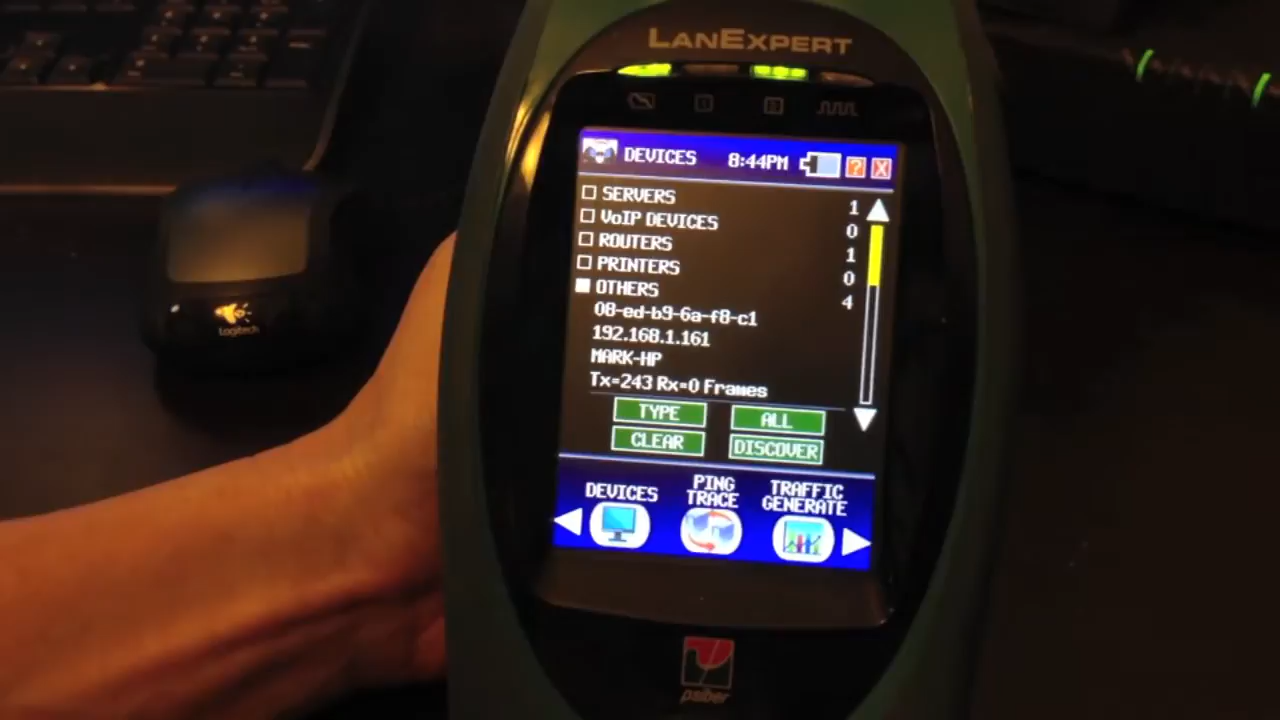 LANEXPERT
DEVICES 8:44PM ? X
SERVERS 1
VoIP DEVICES 0
ROUTERS 1
PRINTERS 0
OTHERS 4
08-ed-b9-6a-f8-c1
192.168.1.161
MARK-HP
Tx=243 Rx=0 Frames
TYPE ALL
CLEAR DISCOVER
DEVICES PING TRACE TRAFFIC GENERATE
psiber
Logitech